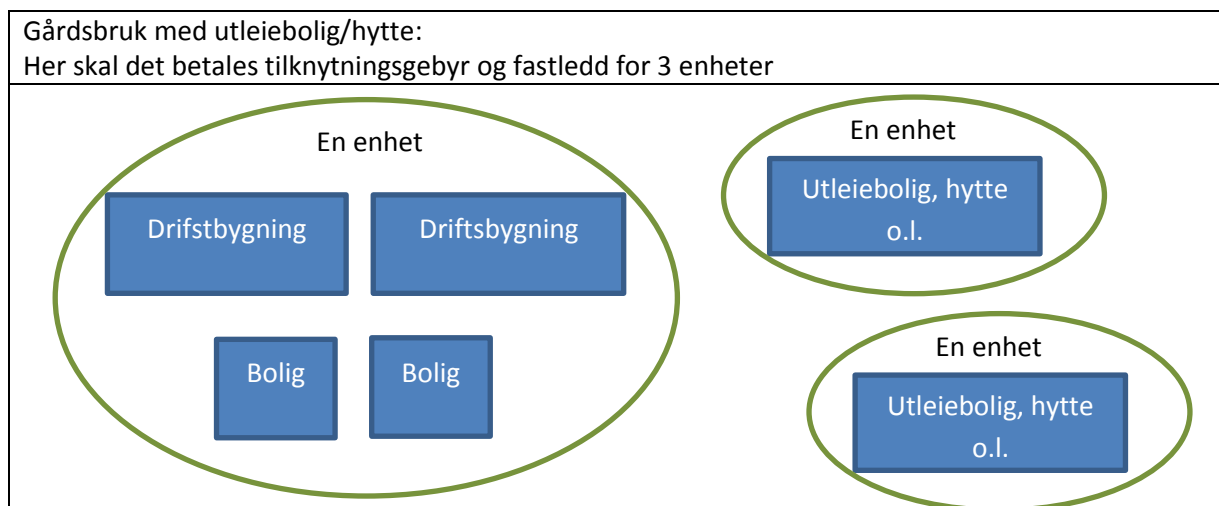 Gårdsbruk med utleiebolig/hytte:
Her skal det betales tilknytningsgebyr og fastledd for 3 enheter
En enhet
Drifstbygning
Driftsbygning
Bolig
Bolig
En enhet
Utleiebolig, hytte
o.l.
En enhet
Utleiebolig, hytte
o.l.